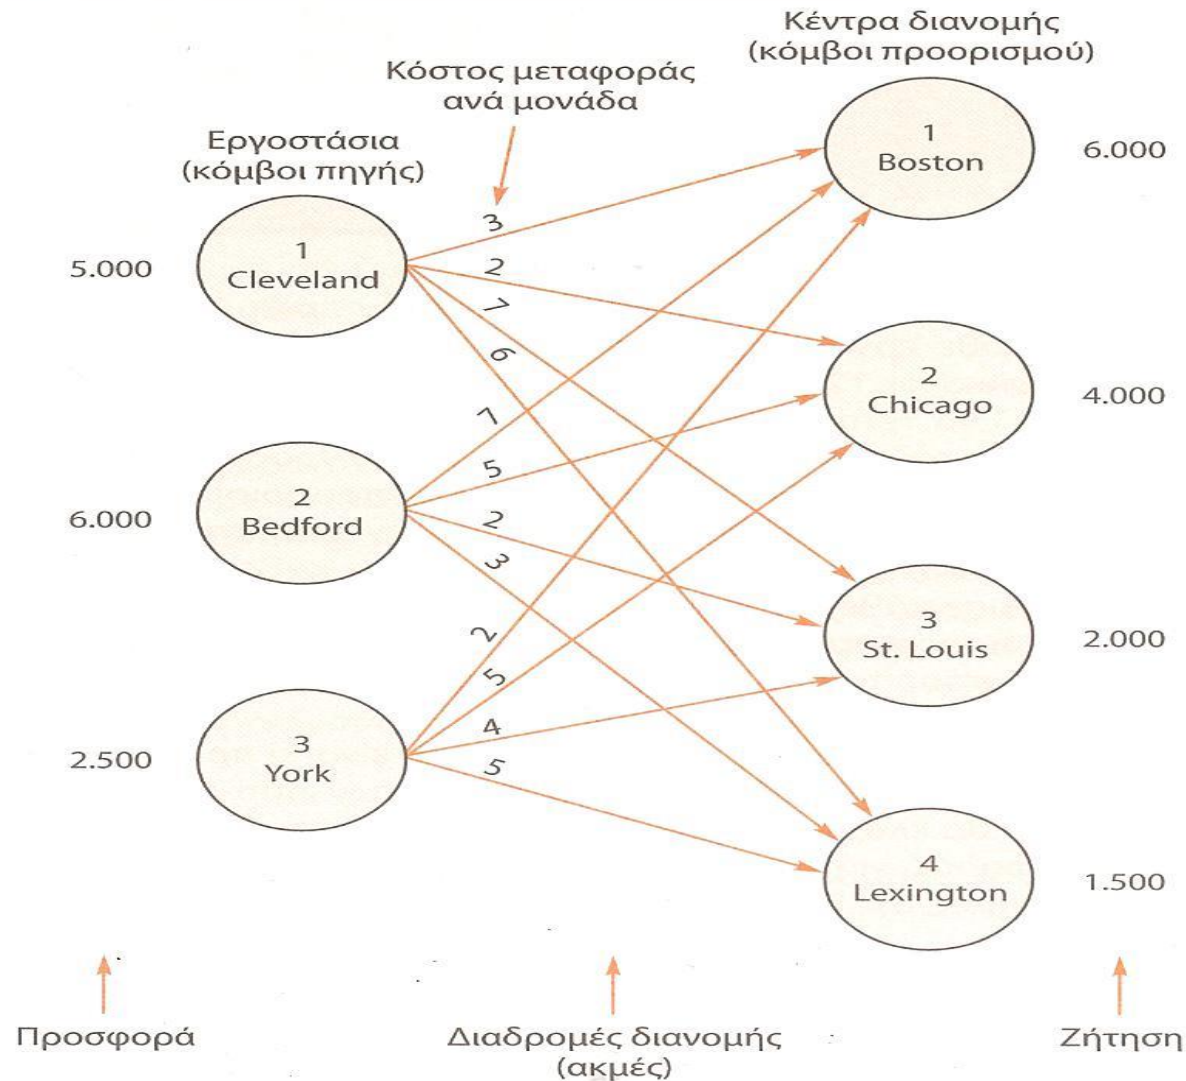 Κέντρα διανομής
(κόμβοι προορισμού)
Κόστος μεταφοράς
ανά μονάδα
Εργοστάσια
(κόμβοι πηγής)
1
Boston
6.000
5.000
1
Cleveland
3
2
7
6
2
Chicago
4.000
6.000
2
Bedford
7
5
2
3
3
St. Louis
2.000
2.500
3
York
2
5
4
5
4
Lexington
1.500
Προσφορά
Διαδρομές διανομής
(ακμές)
Ζήτηση